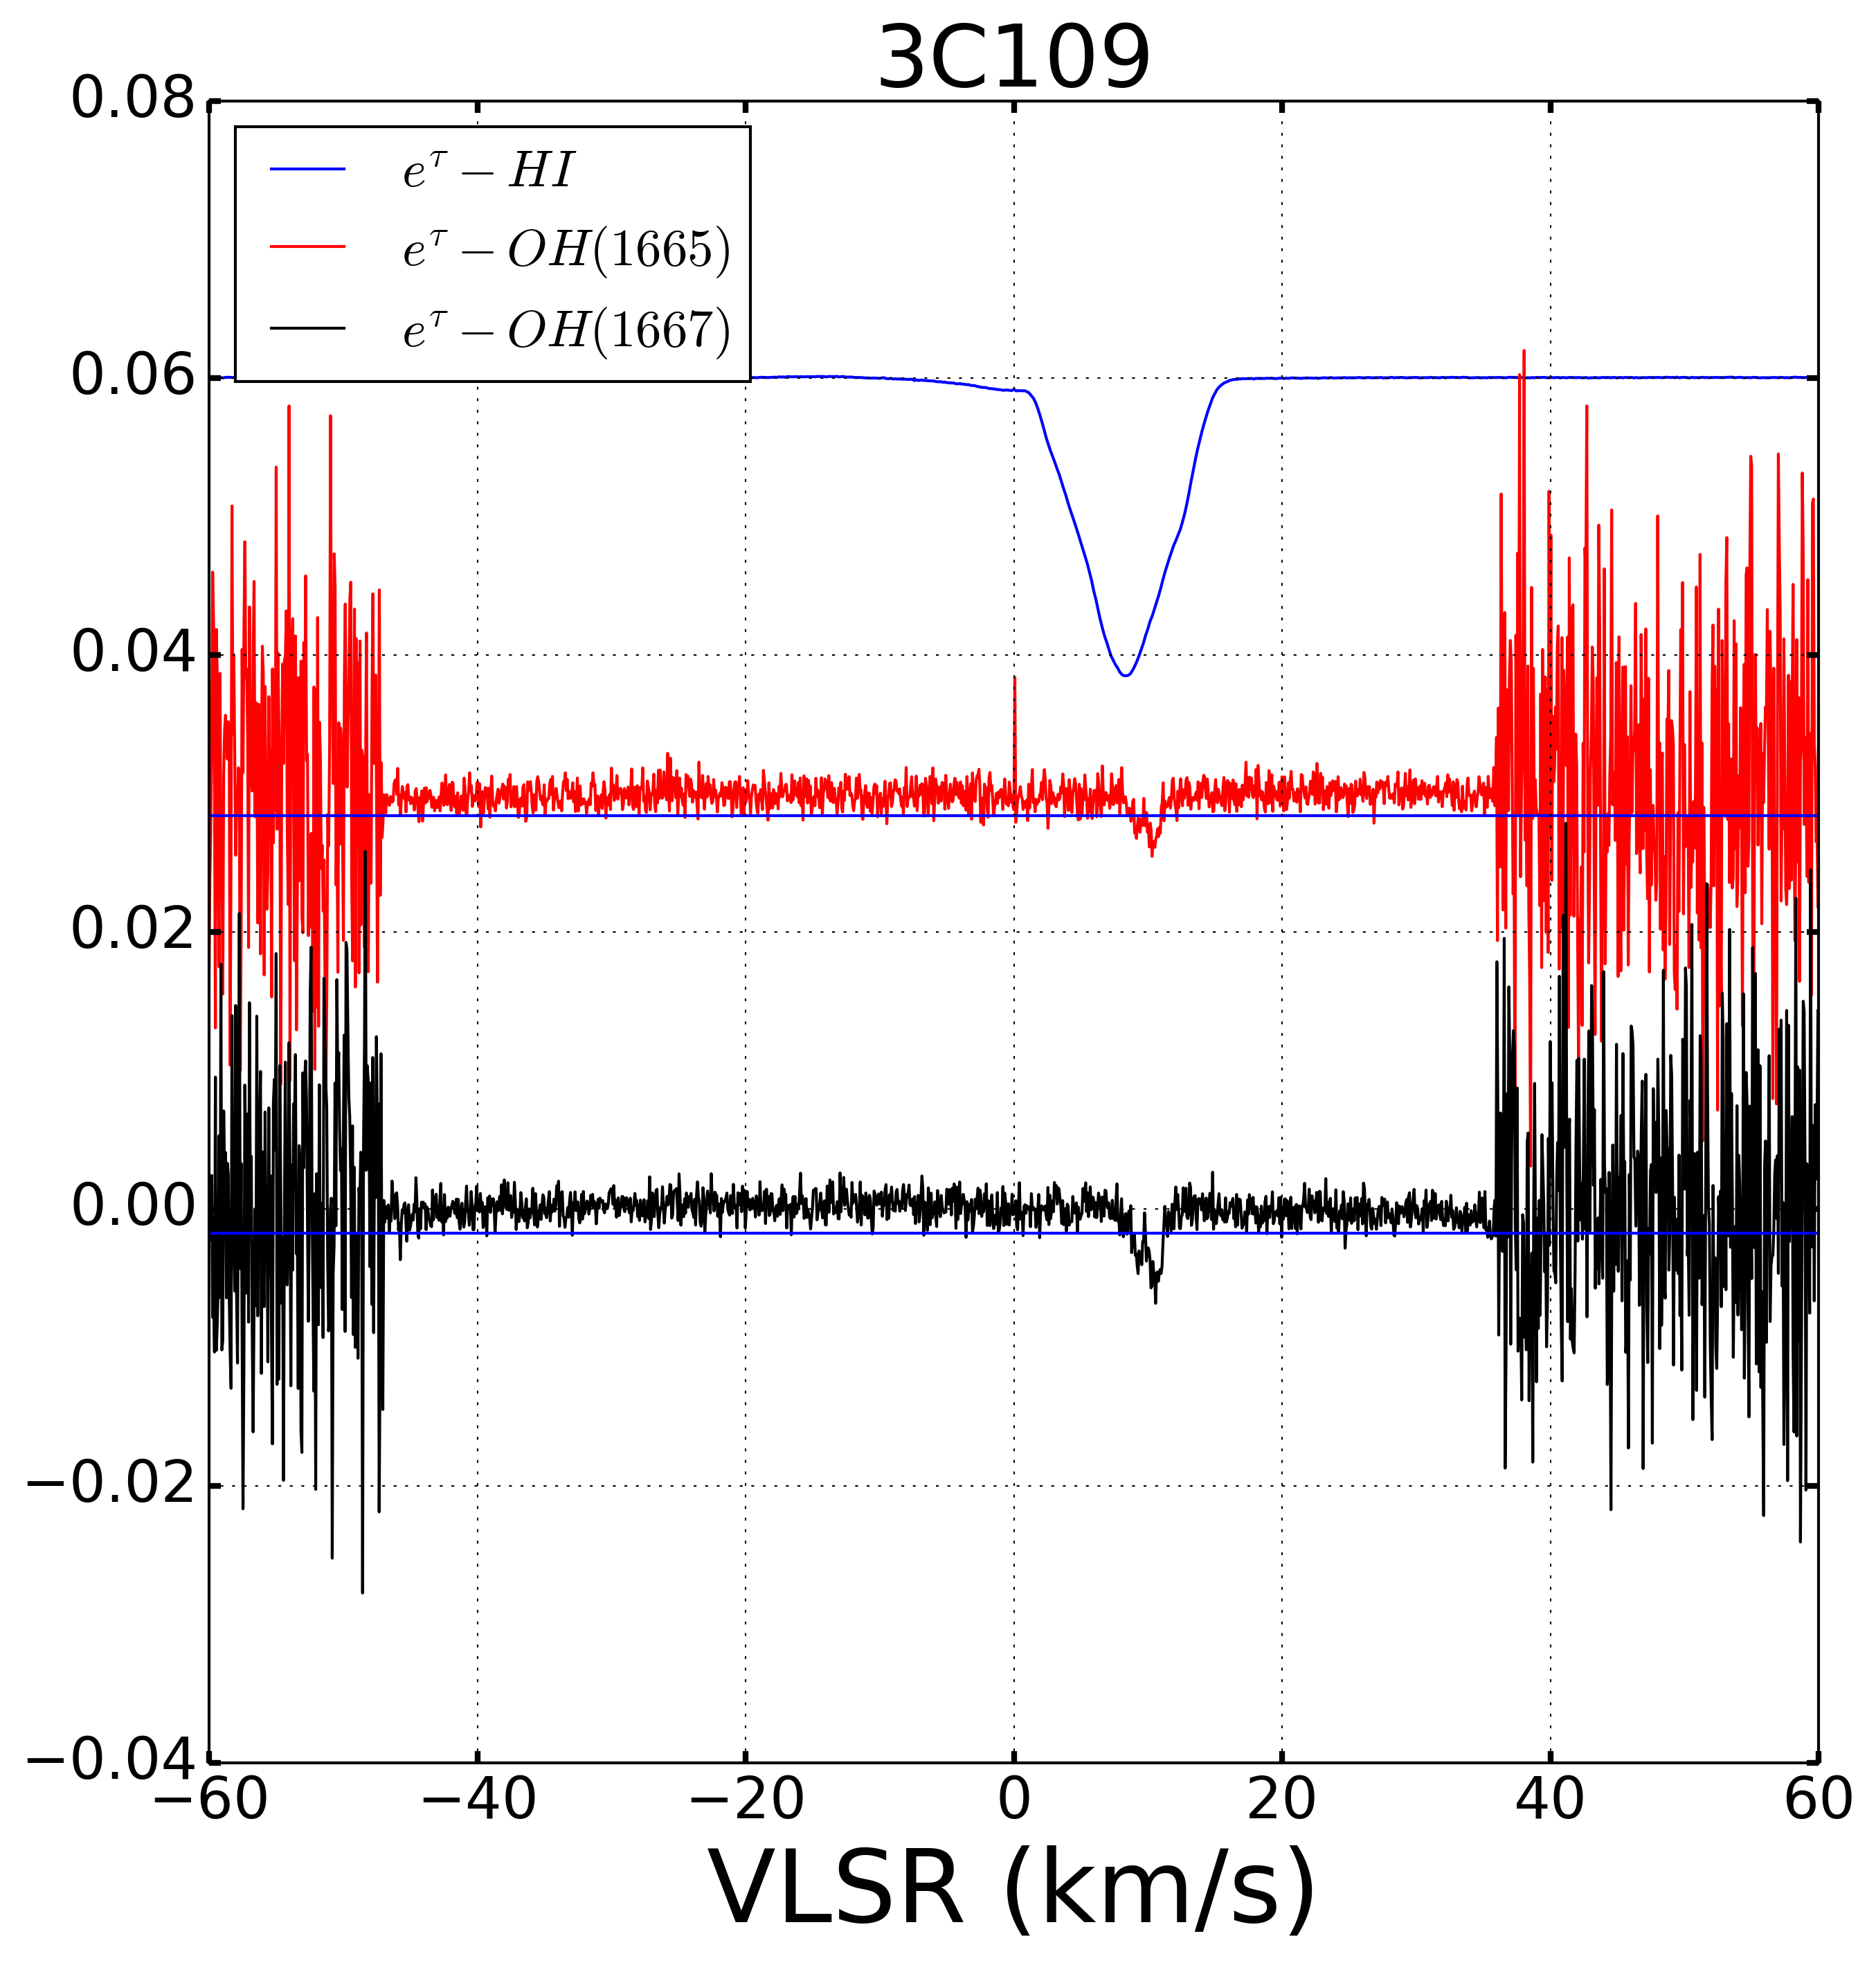 3C109
0.08
e^τ − HI
e^τ − OH(1665)
e^τ − OH(1667)
0.06
0.04
0.02
0.00
−0.02
−0.04
−60 −40 −20 0 20 40 60
VLSR (km/s)